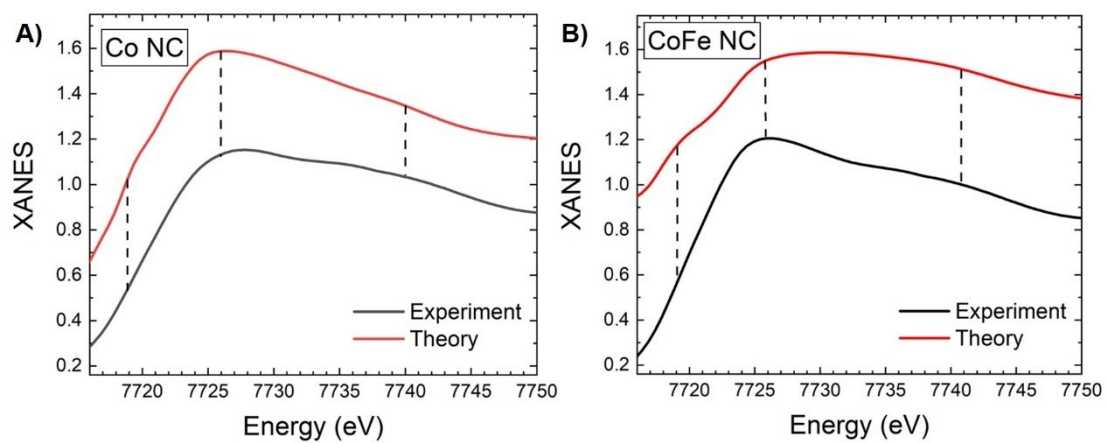 A)
Co NC
XANES
1.6
1.4
1.2
1.0
0.8
0.6
0.4
0.2
Experiment
Theory
7720 7725 7730 7735 7740 7745 7750
Energy (eV)
B)
CoFe NC
XANES
1.6
1.4
1.2
1.0
0.8
0.6
0.4
0.2
Experiment
Theory
7720 7725 7730 7735 7740 7745 7750
Energy (eV)